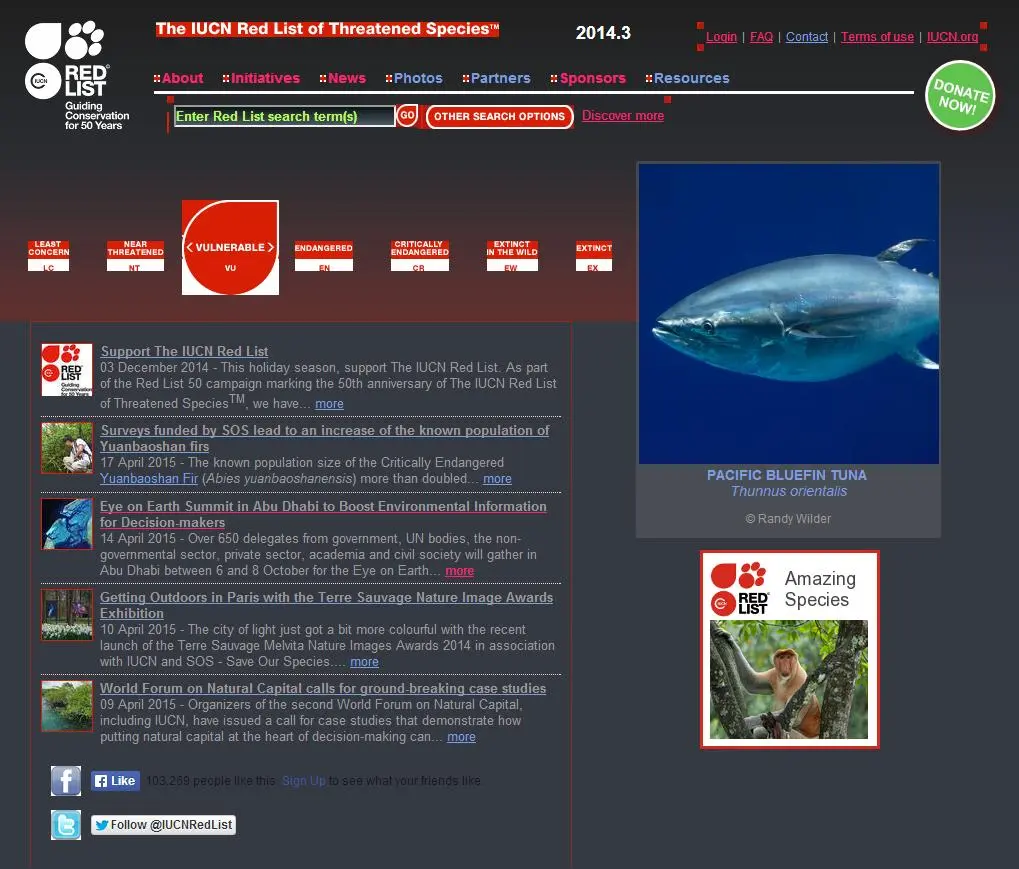 The IUCN Red List of Threatened Species™
2014.3
Login | FAQ | Contact | Terms of use | IUCN.org
IUCN
RED
LIST®
Guiding
Conservation
for 50 Years
About Initiatives News Photos Partners Sponsors Resources
DONATE
NOW!
Enter Red List search term(s) GO OTHER SEARCH OPTIONS Discover more
LEAST
CONCERN
LC
NEAR
THREATENED
NT
< VULNERABLE >
VU
ENDANGERED
EN
CRITICALLY
ENDANGERED
CR
EXTINCT
IN THE WILD
EW
EXTINCT
EX
RED
LIST
Guiding
Conservation
for 50 Years
Support The IUCN Red List
03 December 2014 - This holiday season, support The IUCN Red List. As part
of the Red List 50 campaign marking the 50th anniversary of The IUCN Red List
of Threatened SpeciesTM, we have... more
Surveys funded by SOS lead to an increase of the known population of
Yuanbaoshan firs
17 April 2015 - The known population size of the Critically Endangered
Yuanbaoshan Fir (Abies yuanbaoshanensis) more than doubled... more
Eye on Earth Summit in Abu Dhabi to Boost Environmental Information
for Decision-makers
14 April 2015 - Over 650 delegates from government, UN bodies, the non-
governmental sector, private sector, academia and civil society will gather in
Abu Dhabi between 6 and 8 October for the Eye on Earth... more
Getting Outdoors in Paris with the Terre Sauvage Nature Image Awards
Exhibition
10 April 2015 - The city of light just got a bit more colourful with the recent
launch of the Terre Sauvage Melvita Nature Images Awards 2014 in association
with IUCN and SOS - Save Our Species.... more
World Forum on Natural Capital calls for ground-breaking case studies
09 April 2015 - Organizers of the second World Forum on Natural Capital,
including IUCN, have issued a call for case studies that demonstrate how
putting natural capital at the heart of decision-making can... more
f Like 103,269 people like this. Sign Up to see what your friends like.
Follow @IUCNRedList
PACIFIC BLUEFIN TUNA
Thunnus orientalis
© Randy Wilder
IUCN
RED
LIST
Amazing
Species